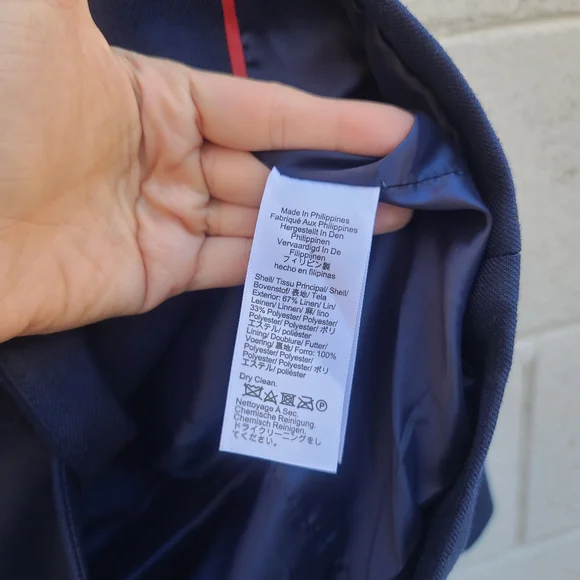 Made In Philippines
Fabriqué Aux Philippines
Hergestellt In Den
Philippinen
Vervaardigd In De
Filippijnen
フィリピン製
hecho en filipinas
Shell/ Tissu Principal/ Shell/
Bovenstof/ 表地/ Tela
Exterior: 67% Linen/ Lin/
Leinen/ Linnen/ 麻/ lino
33% Polyester/ Polyester/
Polyester/ Polyester/ ポリ
エステル/ poliéster
Lining/ Doublure/ Futter/
Voering/ 裏地/ Forro: 100%
Polyester/ Polyester/
Polyester/ Polyester/ ポリ
エステル/ poliéster
Dry Clean.
P
Nettoyage À Sec.
Chemische Reinigung.
Chemisch Reinigen.
ドライクリーニングをし
てください。